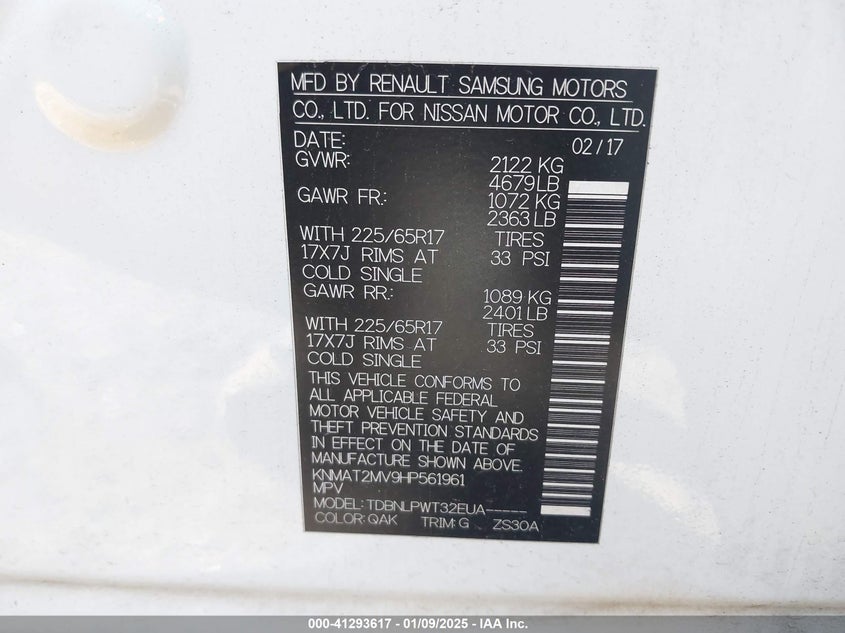 MFD BY RENAULT SAMSUNG MOTORS
CO., LTD. FOR NISSAN MOTOR CO., LTD.
DATE: 02/17
GVWR: 2122 KG
4679 LB
GAWR FR.: 1072 KG
2363 LB
WITH 225/65R17 TIRES
17X7J RIMS AT 33 PSI
COLD SINGLE
GAWR RR.: 1089 KG
2401 LB
WITH 225/65R17 TIRES
17X7J RIMS AT 33 PSI
COLD SINGLE
THIS VEHICLE CONFORMS TO
ALL APPLICABLE FEDERAL
MOTOR VEHICLE SAFETY AND
THEFT PREVENTION STANDARDS
IN EFFECT ON THE DATE OF
MANUFACTURE SHOWN ABOVE.
KNMAT2MV9HP561961
MPV
MODEL: TDBNLPWT32EUA-----
COLOR: QAK TRIM: G ZS30A
000-41293617 - 01/09/2025 - IAA Inc.